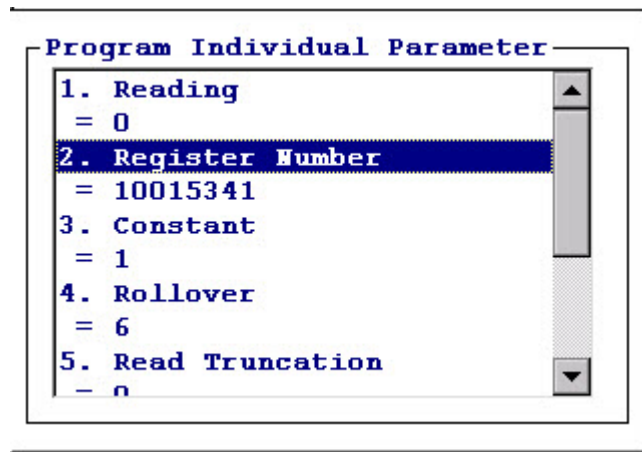 Program Individual Parameter
1. Reading
= 0
2. Register Number
= 10015341
3. Constant
= 1
4. Rollover
= 6
5. Read Truncation